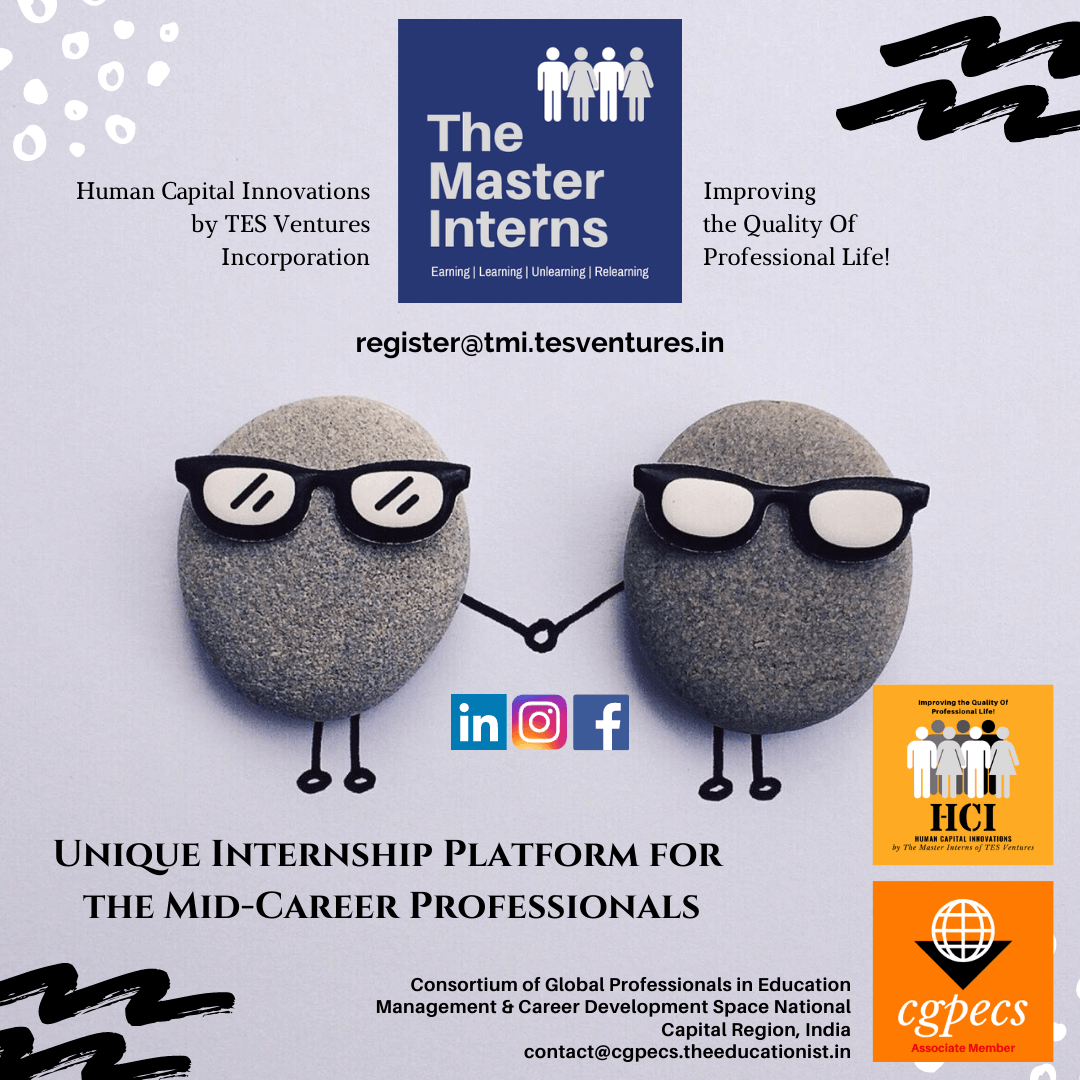 The
Master
Interns
Earning | Learning | Unlearning | Relearning
Human Capital Innovations
by TES Ventures
Incorporation
Improving
the Quality Of
Professional Life!
register@tmi.tesventures.in
in
f
Improving the Quality Of
Professional Life!
HCI
HUMAN CAPITAL INNOVATIONS
by The Master Interns of TES Ventures
Unique Internship Platform for
the Mid-Career Professionals
Consortium of Global Professionals in Education
Management & Career Development Space National
Capital Region, India
contact@cgpecs.theeducationist.in
cgpecs
Associate Member